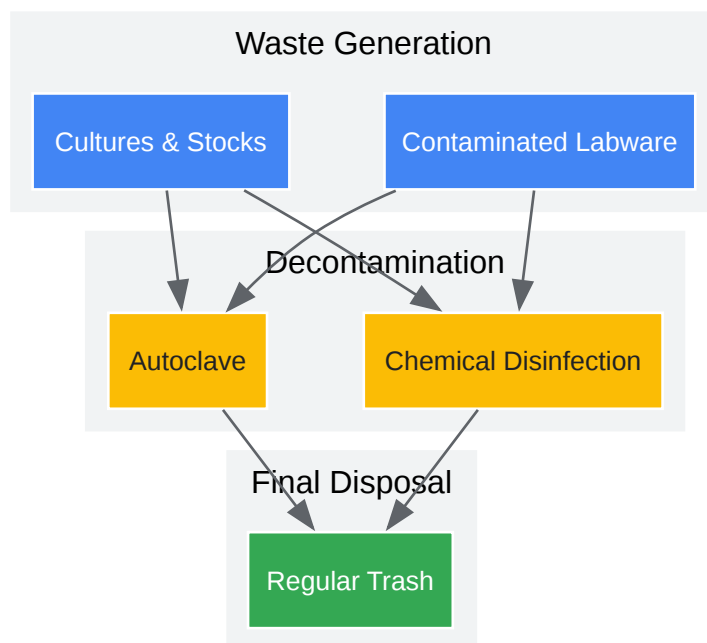 Waste Generation
Cultures & Stocks
Contaminated Labware
Decontamination
Autoclave
Chemical Disinfection
Final Disposal
Regular Trash